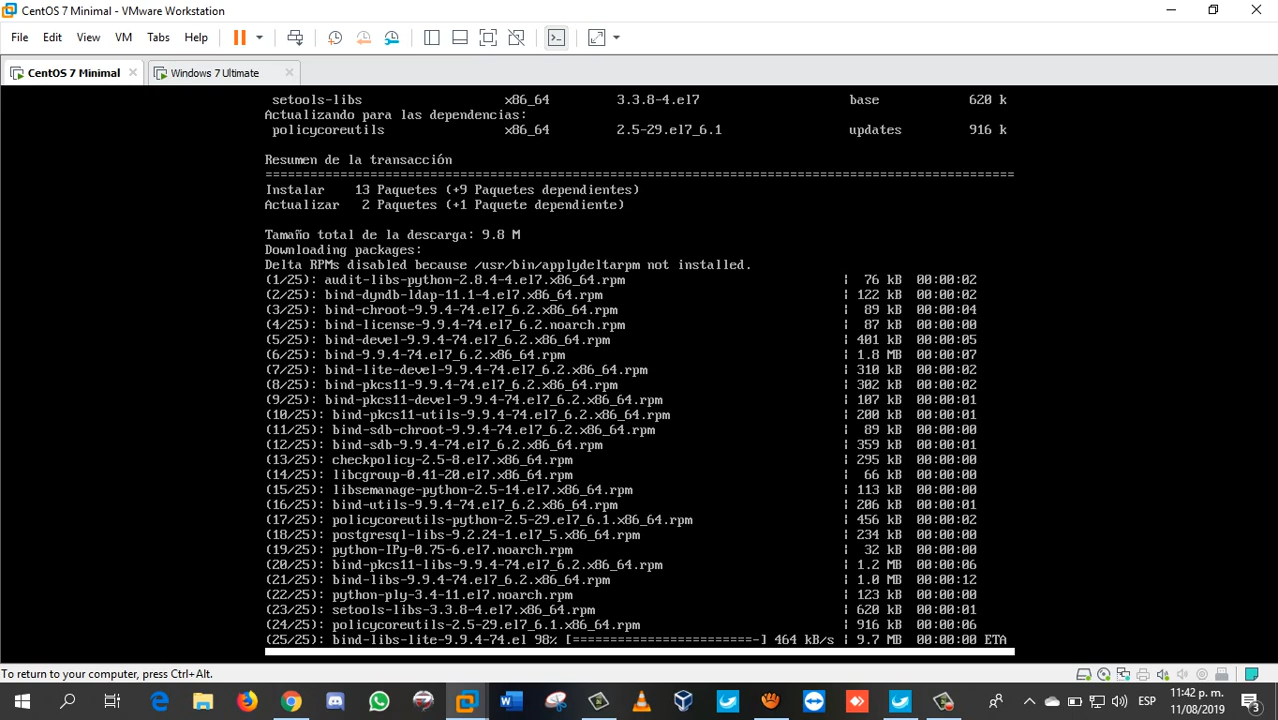 CentOS 7 Minimal - VMware Workstation
File Edit View VM Tabs Help
CentOS 7 Minimal Windows 7 Ultimate
setools-libs x86_64 3.3.8-4.el7 base 620 k
Actualizando para las dependencias:
policycoreutils x86_64 2.5-29.el7_6.1 updates 916 k
Resumen de la transacción
==========================================================================================
Instalar 13 Paquetes (+9 Paquetes dependientes)
Actualizar 2 Paquetes (+1 Paquete dependiente)
Tamaño total de la descarga: 9.8 M
Downloading packages:
Delta RPMs disabled because /usr/bin/applydeltarpm not installed.
(1/25): audit-libs-python-2.8.4-4.el7.x86_64.rpm | 76 kB 00:00:02
(2/25): bind-dyndb-ldap-11.1-4.el7.x86_64.rpm | 122 kB 00:00:02
(3/25): bind-chroot-9.9.4-74.el7_6.2.x86_64.rpm | 89 kB 00:00:04
(4/25): bind-license-9.9.4-74.el7_6.2.noarch.rpm | 87 kB 00:00:00
(5/25): bind-devel-9.9.4-74.el7_6.2.x86_64.rpm | 401 kB 00:00:05
(6/25): bind-9.9.4-74.el7_6.2.x86_64.rpm | 1.8 MB 00:00:07
(7/25): bind-lite-devel-9.9.4-74.el7_6.2.x86_64.rpm | 310 kB 00:00:02
(8/25): bind-pkcs11-9.9.4-74.el7_6.2.x86_64.rpm | 302 kB 00:00:02
(9/25): bind-pkcs11-devel-9.9.4-74.el7_6.2.x86_64.rpm | 107 kB 00:00:01
(10/25): bind-pkcs11-utils-9.9.4-74.el7_6.2.x86_64.rpm | 200 kB 00:00:01
(11/25): bind-sdb-chroot-9.9.4-74.el7_6.2.x86_64.rpm | 89 kB 00:00:00
(12/25): bind-sdb-9.9.4-74.el7_6.2.x86_64.rpm | 359 kB 00:00:01
(13/25): checkpolicy-2.5-8.el7.x86_64.rpm | 295 kB 00:00:00
(14/25): libcgroup-0.41-20.el7.x86_64.rpm | 66 kB 00:00:00
(15/25): libsemanage-python-2.5-14.el7.x86_64.rpm | 113 kB 00:00:00
(16/25): bind-utils-9.9.4-74.el7_6.2.x86_64.rpm | 206 kB 00:00:01
(17/25): policycoreutils-python-2.5-29.el7_6.1.x86_64.rpm | 456 kB 00:00:02
(18/25): postgresql-libs-9.2.24-1.el7_5.x86_64.rpm | 234 kB 00:00:00
(19/25): python-IPy-0.75-6.el7.noarch.rpm | 32 kB 00:00:00
(20/25): bind-pkcs11-libs-9.9.4-74.el7_6.2.x86_64.rpm | 1.2 MB 00:00:06
(21/25): bind-libs-9.9.4-74.el7_6.2.x86_64.rpm | 1.0 MB 00:00:12
(22/25): python-ply-3.4-11.el7.noarch.rpm | 123 kB 00:00:00
(23/25): setools-libs-3.3.8-4.el7.x86_64.rpm | 620 kB 00:00:01
(24/25): policycoreutils-2.5-29.el7_6.1.x86_64.rpm | 916 kB 00:00:06
(25/25): bind-libs-lite-9.9.4-74.el 98% [========================-] 464 kB/s | 9.7 MB 00:00:00 ETA
To return to your computer, press Ctrl+Alt.
ESP
11:42 p. m.
11/08/2019
3